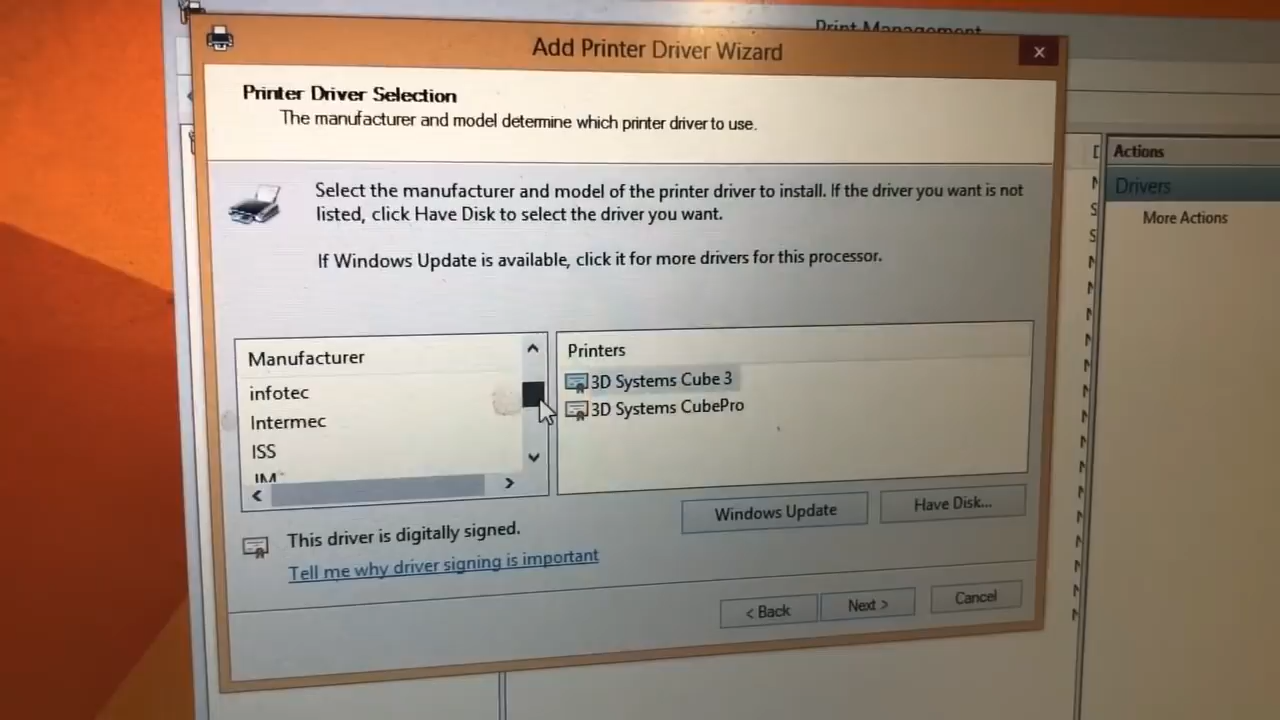 Print Management
Add Printer Driver Wizard
Printer Driver Selection
The manufacturer and model determine which printer driver to use.
Select the manufacturer and model of the printer driver to install. If the driver you want is not
listed, click Have Disk to select the driver you want.
If Windows Update is available, click it for more drivers for this processor.
Manufacturer
infotec
Intermec
ISS
Printers
3D Systems Cube 3
3D Systems CubePro
Windows Update
Have Disk...
This driver is digitally signed.
Tell me why driver signing is important
< Back
Next >
Cancel
Actions
Drivers
More Actions